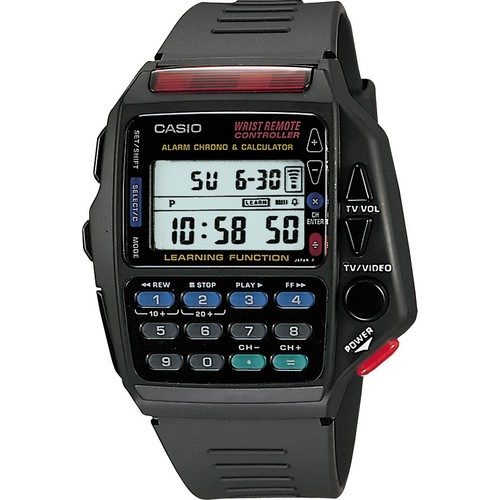 CASIO
WRIST REMOTE
CONTROLLER
ALARM CHRONO & CALCULATOR
SET/SHIFT
SELECT/C
MODE
SU 6-30
P LEARN
10:58 50
CH
ENTER
LEARNING FUNCTION
JAPAN
TV VOL
TV/VIDEO
POWER
◀◀ REW ■ STOP PLAY ▶ FF ▶▶
1 2 3 4
10+ 20+
5 6 7 8
CH− CH+
9 0 • =